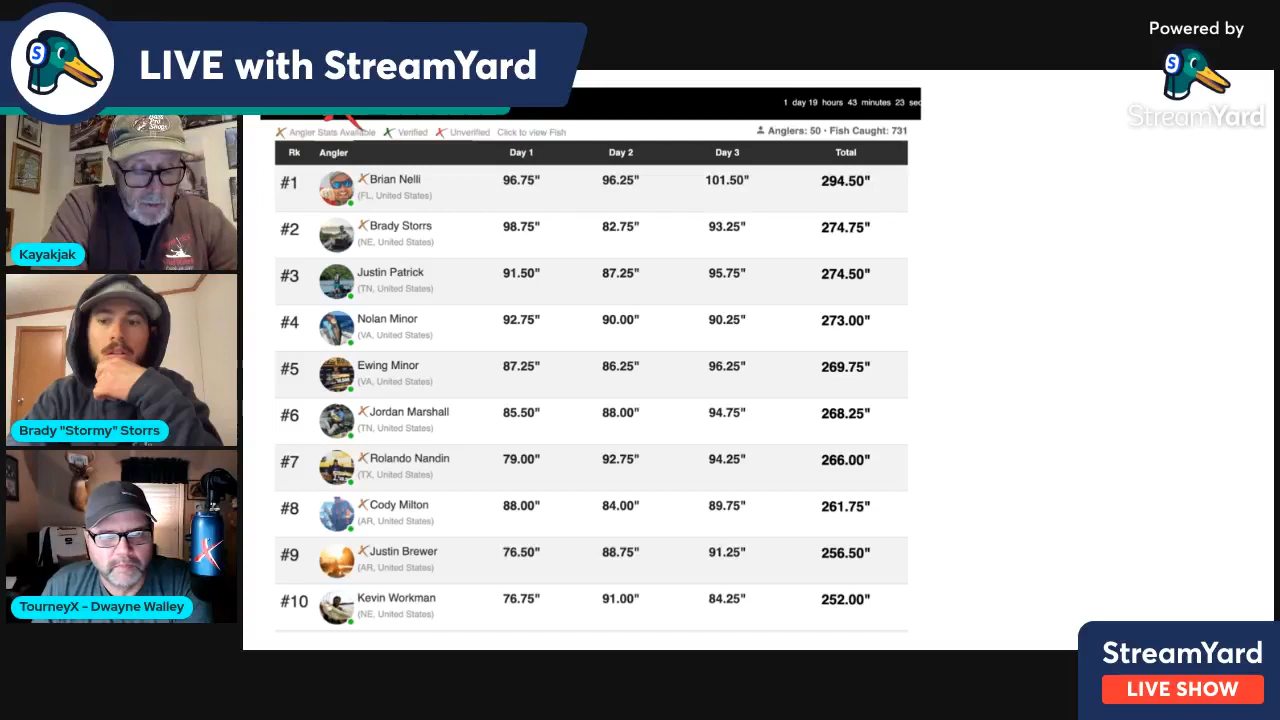 LIVE with StreamYard
Powered by
StreamYard
1 day 19 hours 43 minutes 23 sec
Angler Stats Available Verified Unverified Click to view Fish
Anglers: 50 · Fish Caught: 731
Rk Angler Day 1 Day 2 Day 3 Total
#1 Brian Nelli 96.75" 96.25" 101.50" 294.50"
(FL, United States)
#2 Brady Storrs 98.75" 82.75" 93.25" 274.75"
(NE, United States)
#3 Justin Patrick 91.50" 87.25" 95.75" 274.50"
(TN, United States)
#4 Nolan Minor 92.75" 90.00" 90.25" 273.00"
(VA, United States)
#5 Ewing Minor 87.25" 86.25" 96.25" 269.75"
(VA, United States)
#6 Jordan Marshall 85.50" 88.00" 94.75" 268.25"
(TN, United States)
#7 Rolando Nandin 79.00" 92.75" 94.25" 266.00"
(TX, United States)
#8 Cody Milton 88.00" 84.00" 89.75" 261.75"
(AR, United States)
#9 Justin Brewer 76.50" 88.75" 91.25" 256.50"
(AR, United States)
#10 Kevin Workman 76.75" 91.00" 84.25" 252.00"
(NE, United States)
Bass
Pro Shops
Kayakjak
Brady "Stormy" Storrs
TourneyX - Dwayne Walley
StreamYard
LIVE SHOW